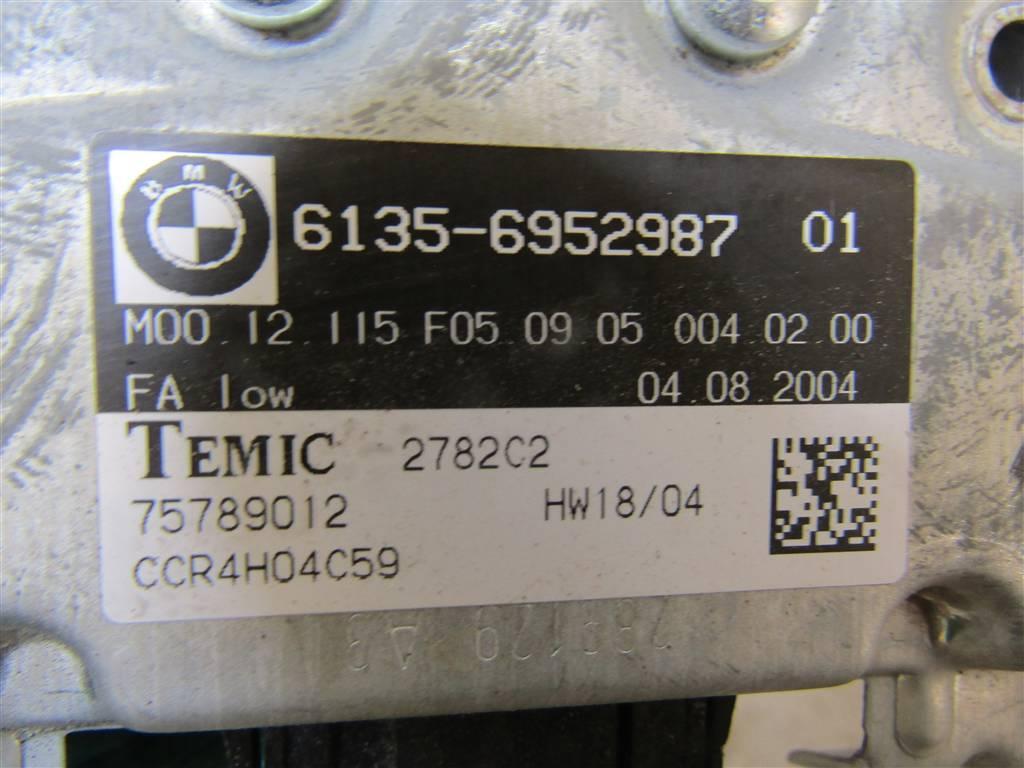 BMW
6135-6952987 01
M00.12.115 F05.09.05 004.02.00
FA low 04.08.2004
TEMIC 2782C2
75789012 HW18/04
CCR4H04C59